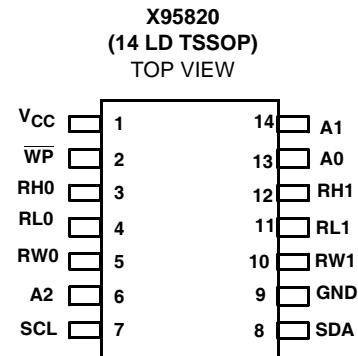 X95820
(14 LD TSSOP)
TOP VIEW
VCC 1 14 A1
WP 2 13 A0
RH0 3 12 RH1
RL0 4 11 RL1
RW0 5 10 RW1
A2 6 9 GND
SCL 7 8 SDA